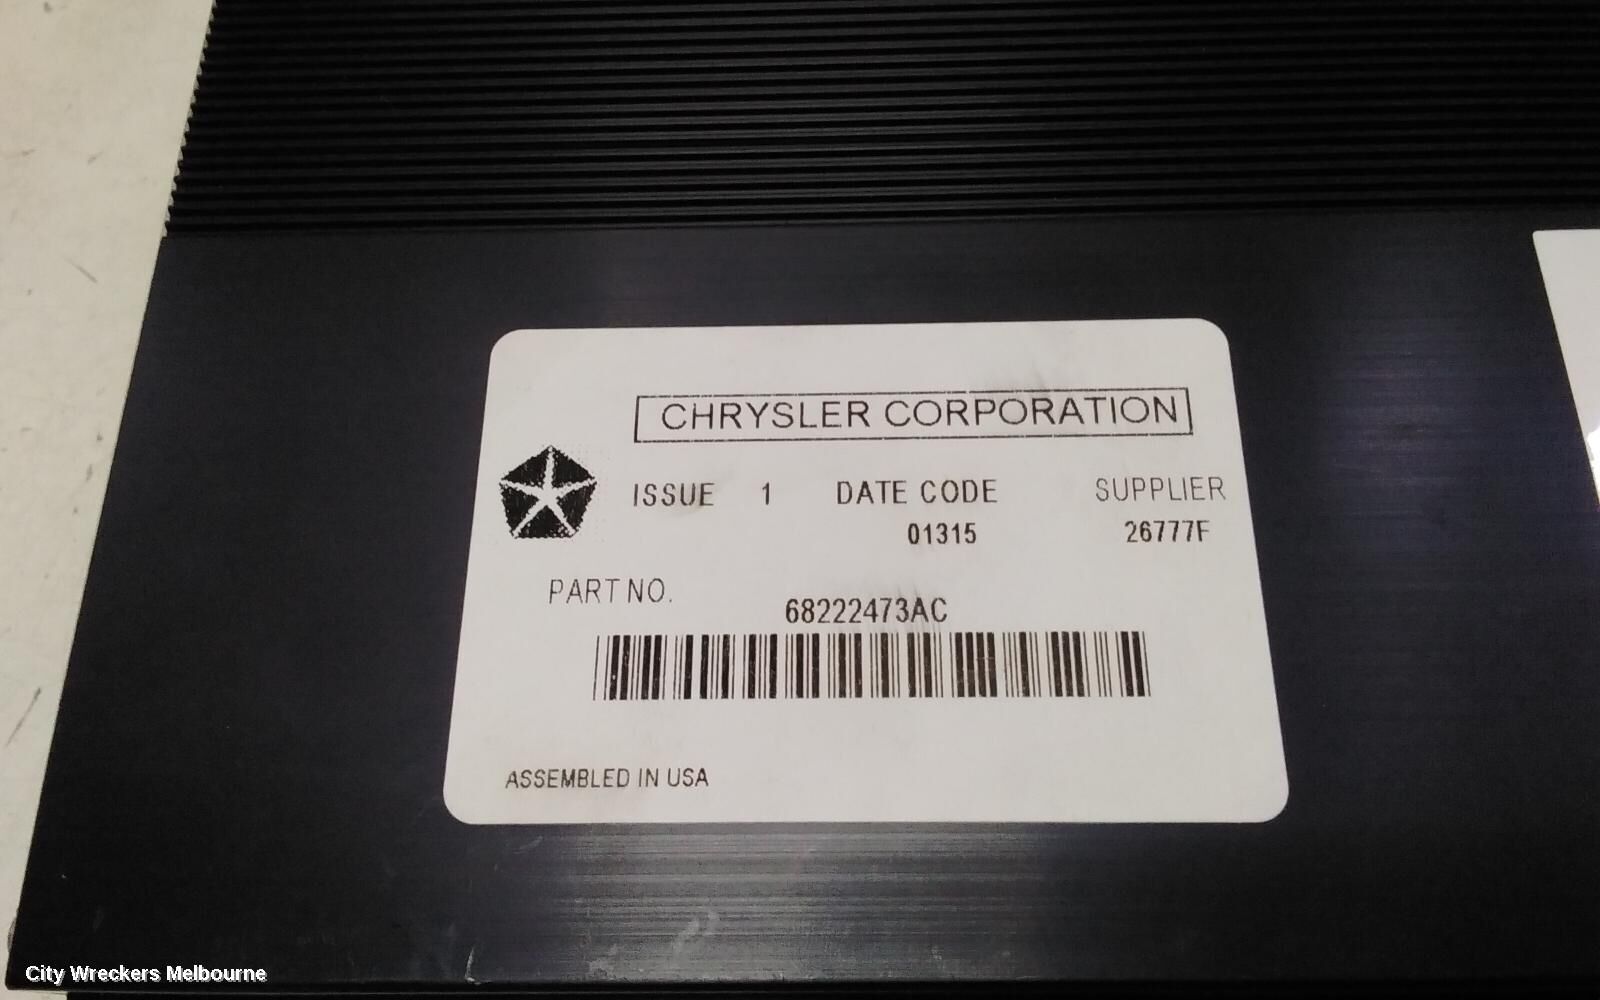 CHRYSLER CORPORATION
ISSUE 1 DATE CODE SUPPLIER
01315 26777F
PART NO.
68222473AC
ASSEMBLED IN USA
City Wreckers Melbourne